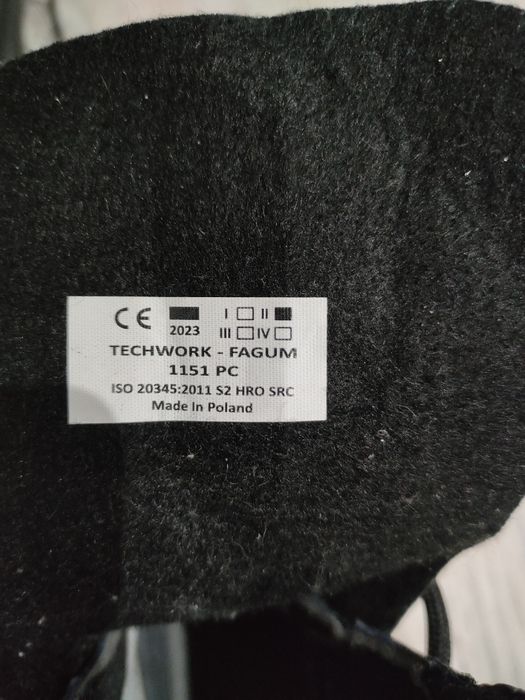 CE I II
2023 III IV
TECHWORK - FAGUM
1151 PC
ISO 20345:2011 S2 HRO SRC
Made In Poland